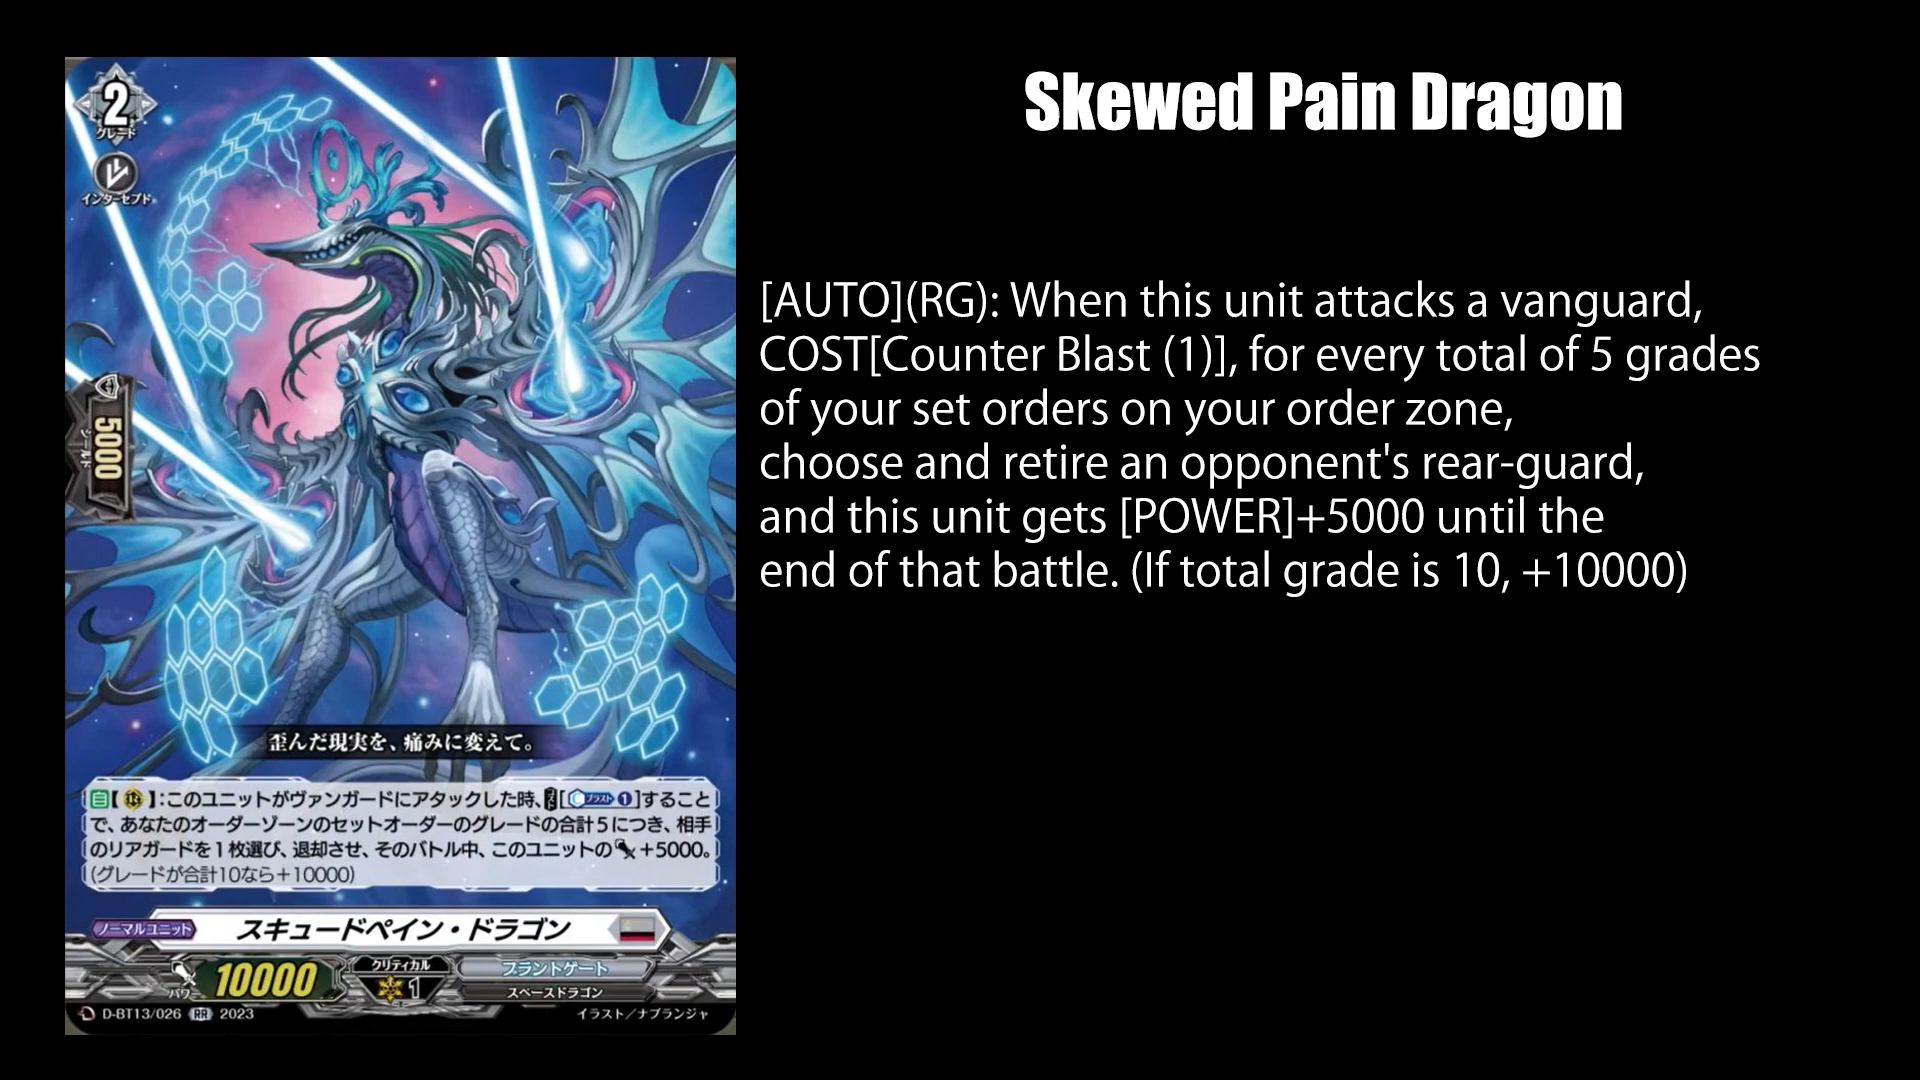 2
グレード
インターセプト
5000
シールド
Skewed Pain Dragon
[AUTO](RG): When this unit attacks a vanguard,
COST[Counter Blast (1)], for every total of 5 grades
of your set orders on your order zone,
choose and retire an opponent's rear-guard,
and this unit gets [POWER]+5000 until the
end of that battle. (If total grade is 10, +10000)
歪んだ現実を、痛みに変えて。
【 】:このユニットがヴァンガードにアタックした時、コスト[Cブラスト1]すること
で、あなたのオーダーゾーンのセットオーダーのグレードの合計5につき、相手
のリアガードを1枚選び、退却させ、そのバトル中、このユニットの +5000。
(グレードが合計10なら+10000)
ノーマルユニット スキュードペイン・ドラゴン
パワー 10000 クリティカル 1 ブラントゲート
スペースドラゴン
D-BT13/026 RR 2023 イラスト/ナブランジャ